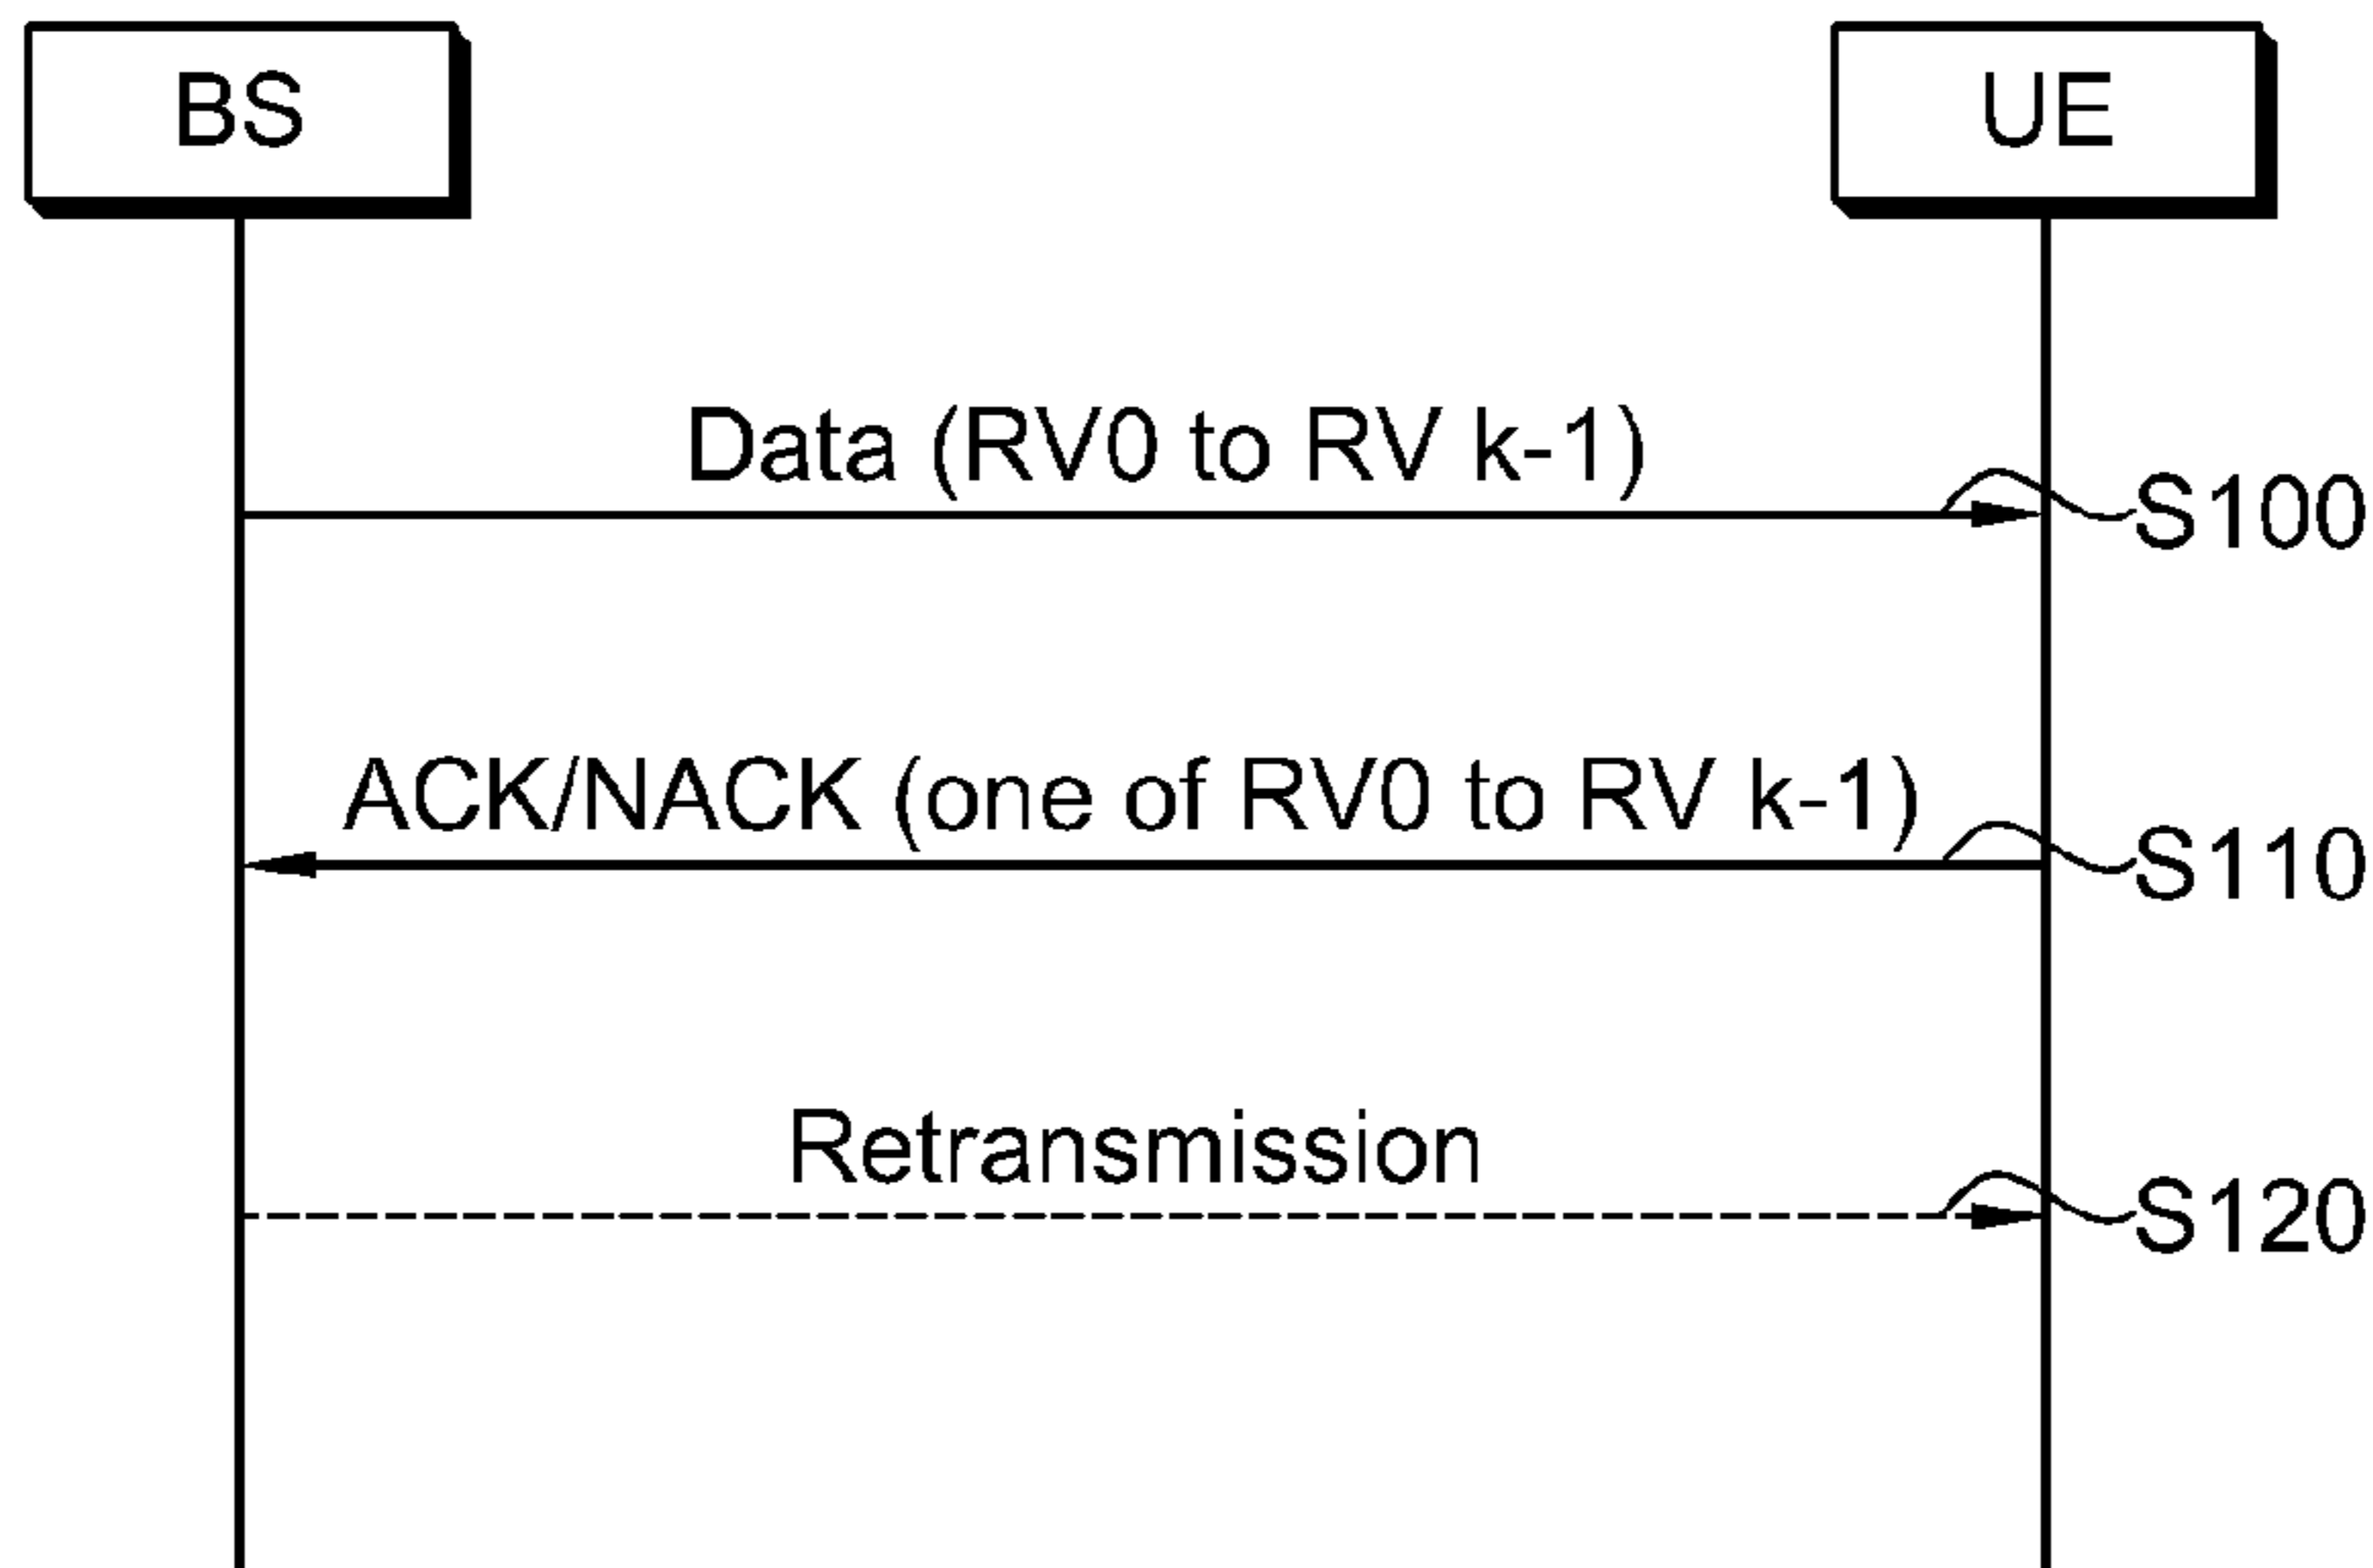 BS
UE
Data (RV0 to RV k-1)
S100
ACK/NACK (one of RV0 to RV k-1)
S110
Retransmission
S120